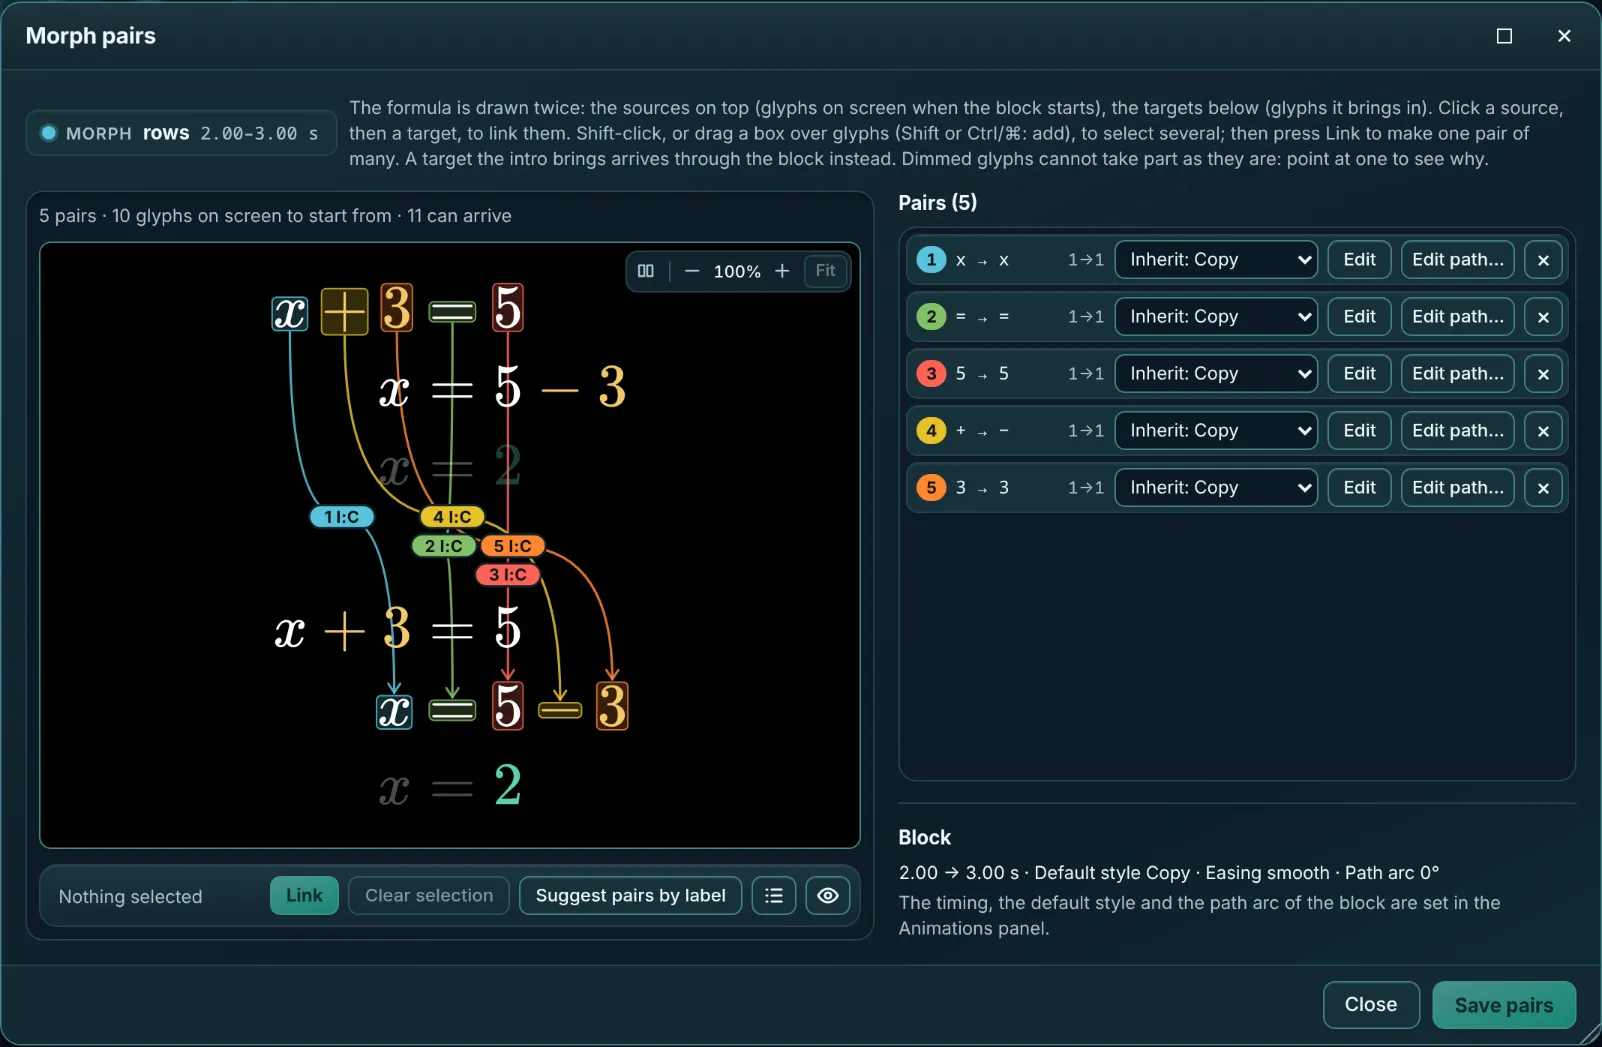 Morph pairs
MORPH rows 2.00–3.00 s
The formula is drawn twice: the sources on top (glyphs on screen when the block starts), the targets below (glyphs it brings in). Click a source,
then a target, to link them. Shift-click, or drag a box over glyphs (Shift or Ctrl/⌘: add), to select several; then press Link to make one pair of
many. A target the intro brings arrives through the block instead. Dimmed glyphs cannot take part as they are: point at one to see why.
5 pairs · 10 glyphs on screen to start from · 11 can arrive
− 100% + Fit
x + 3 = 5
x = 5 − 3
x = 2
1 I:C
4 I:C
2 I:C
5 I:C
3 I:C
x + 3 = 5
x = 5 − 3
x = 2
Nothing selected Link Clear selection Suggest pairs by label
Pairs (5)
1 x → x 1→1 Inherit: Copy Edit Edit path... ×
2 = → = 1→1 Inherit: Copy Edit Edit path... ×
3 5 → 5 1→1 Inherit: Copy Edit Edit path... ×
4 + → − 1→1 Inherit: Copy Edit Edit path... ×
5 3 → 3 1→1 Inherit: Copy Edit Edit path... ×
Block
2.00 → 3.00 s · Default style Copy · Easing smooth · Path arc 0°
The timing, the default style and the path arc of the block are set in the
Animations panel.
Close Save pairs